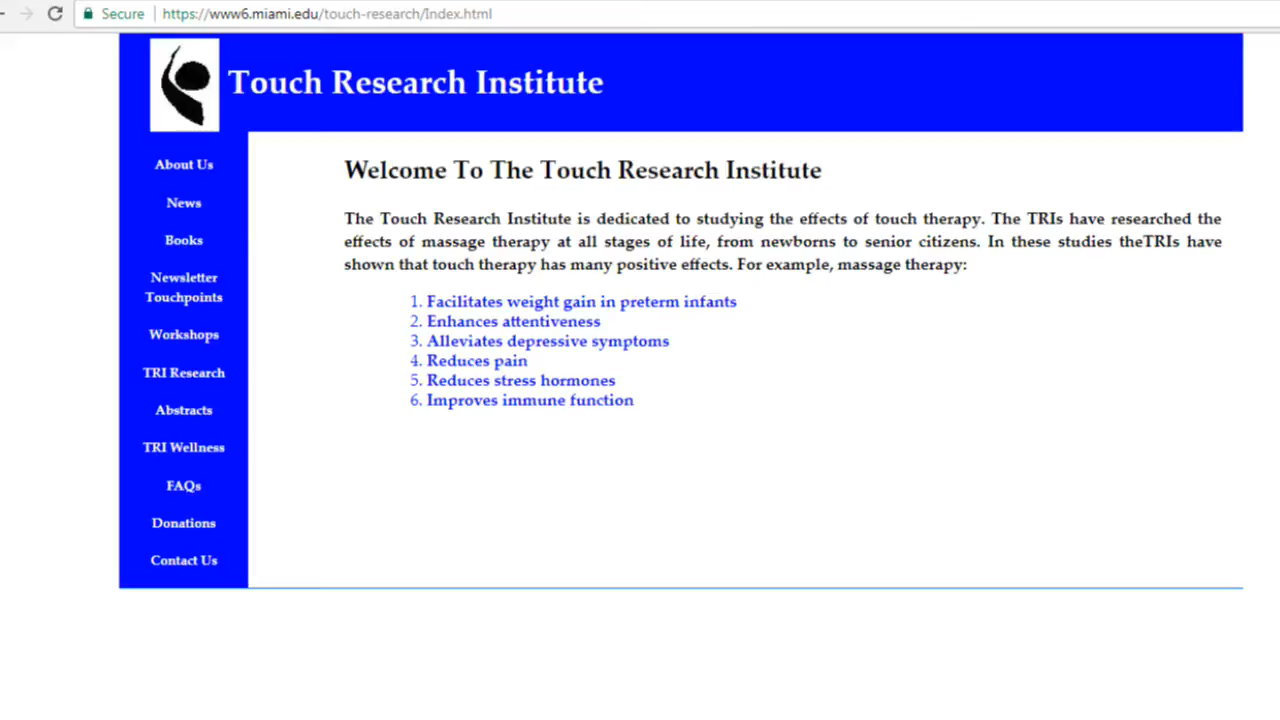 Secure https://www6.miami.edu/touch-research/Index.html
Touch Research Institute
About Us
News
Books
Newsletter
Touchpoints
Workshops
TRI Research
Abstracts
TRI Wellness
FAQs
Donations
Contact Us
Welcome To The Touch Research Institute
The Touch Research Institute is dedicated to studying the effects of touch therapy. The TRIs have researched the
effects of massage therapy at all stages of life, from newborns to senior citizens. In these studies theTRIs have
shown that touch therapy has many positive effects. For example, massage therapy:
1. Facilitates weight gain in preterm infants
2. Enhances attentiveness
3. Alleviates depressive symptoms
4. Reduces pain
5. Reduces stress hormones
6. Improves immune function